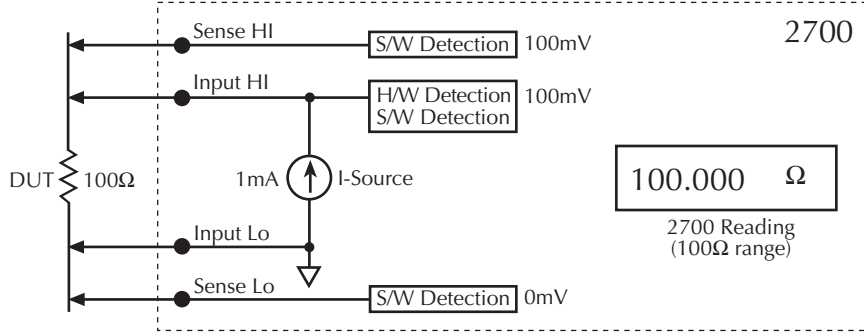 2700
Sense HI
S/W Detection 100mV
Input HI
H/W Detection 100mV
S/W Detection
DUT 100Ω
1mA I-Source
100.000 Ω
2700 Reading
(100Ω range)
Input Lo
Sense Lo
S/W Detection 0mV